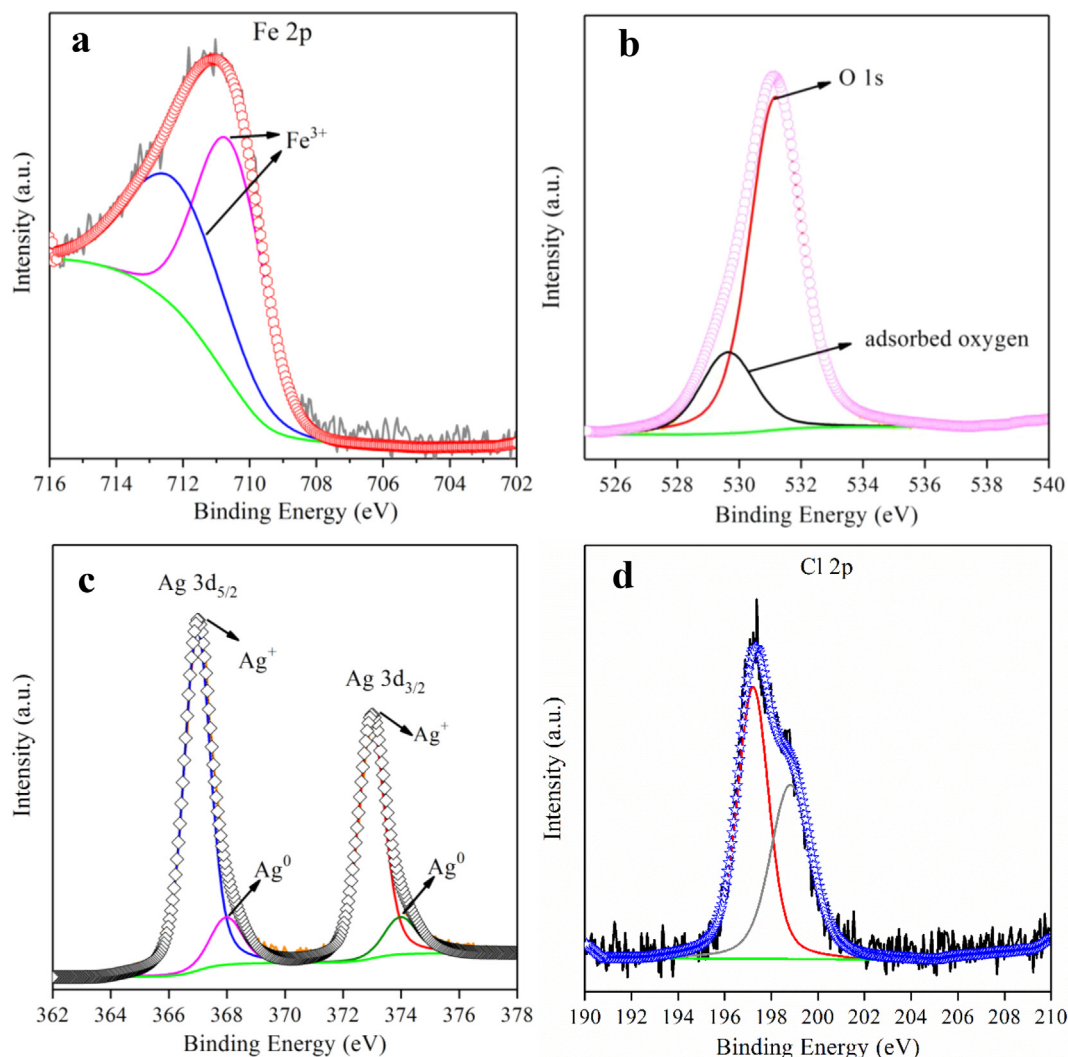 a
Fe 2p
Fe³⁺
Intensity (a.u.)
716 714 712 710 708 706 704 702
Binding Energy (eV)
b
O 1s
adsorbed oxygen
Intensity (a.u.)
526 528 530 532 534 536 538 540
Binding Energy (eV)
c
Ag 3d₅/₂
Ag⁺
Ag 3d₃/₂
Ag⁺
Ag⁰
Ag⁰
Intensity (a.u.)
362 364 366 368 370 372 374 376 378
Binding Energy (eV)
d
Cl 2p
Intensity (a.u.)
190 192 194 196 198 200 202 204 206 208 210
Binding Energy (eV)